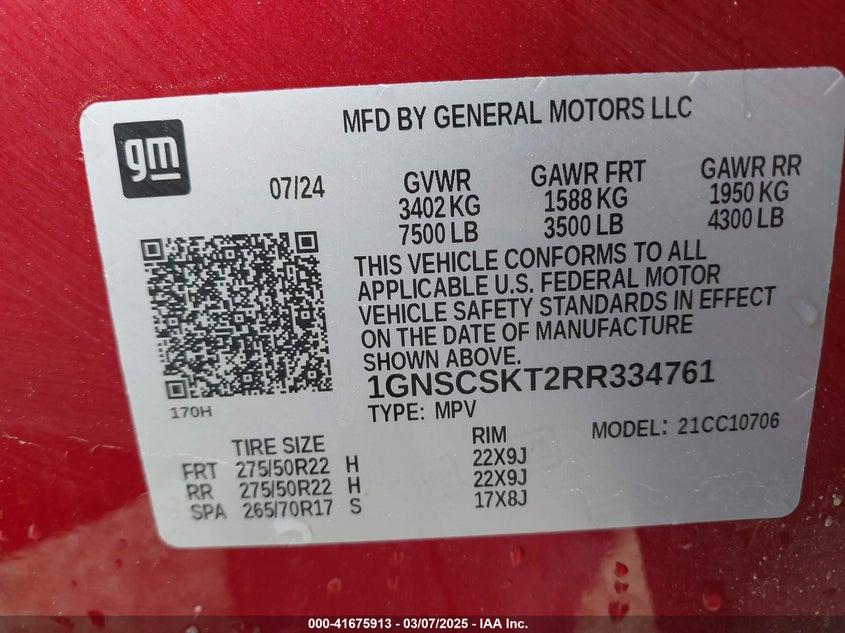 MFD BY GENERAL MOTORS LLC
gm
07/24
GVWR
3402 KG
7500 LB
GAWR FRT
1588 KG
3500 LB
GAWR RR
1950 KG
4300 LB
THIS VEHICLE CONFORMS TO ALL
APPLICABLE U.S. FEDERAL MOTOR
VEHICLE SAFETY STANDARDS IN EFFECT
ON THE DATE OF MANUFACTURE
SHOWN ABOVE.
1GNSCSKT2RR334761
170H
TYPE: MPV
MODEL: 21CC10706
TIRE SIZE RIM
FRT 275/50R22 H 22X9J
RR 275/50R22 H 22X9J
SPA 265/70R17 S 17X8J
000-41675913 - 03/07/2025 - IAA Inc.